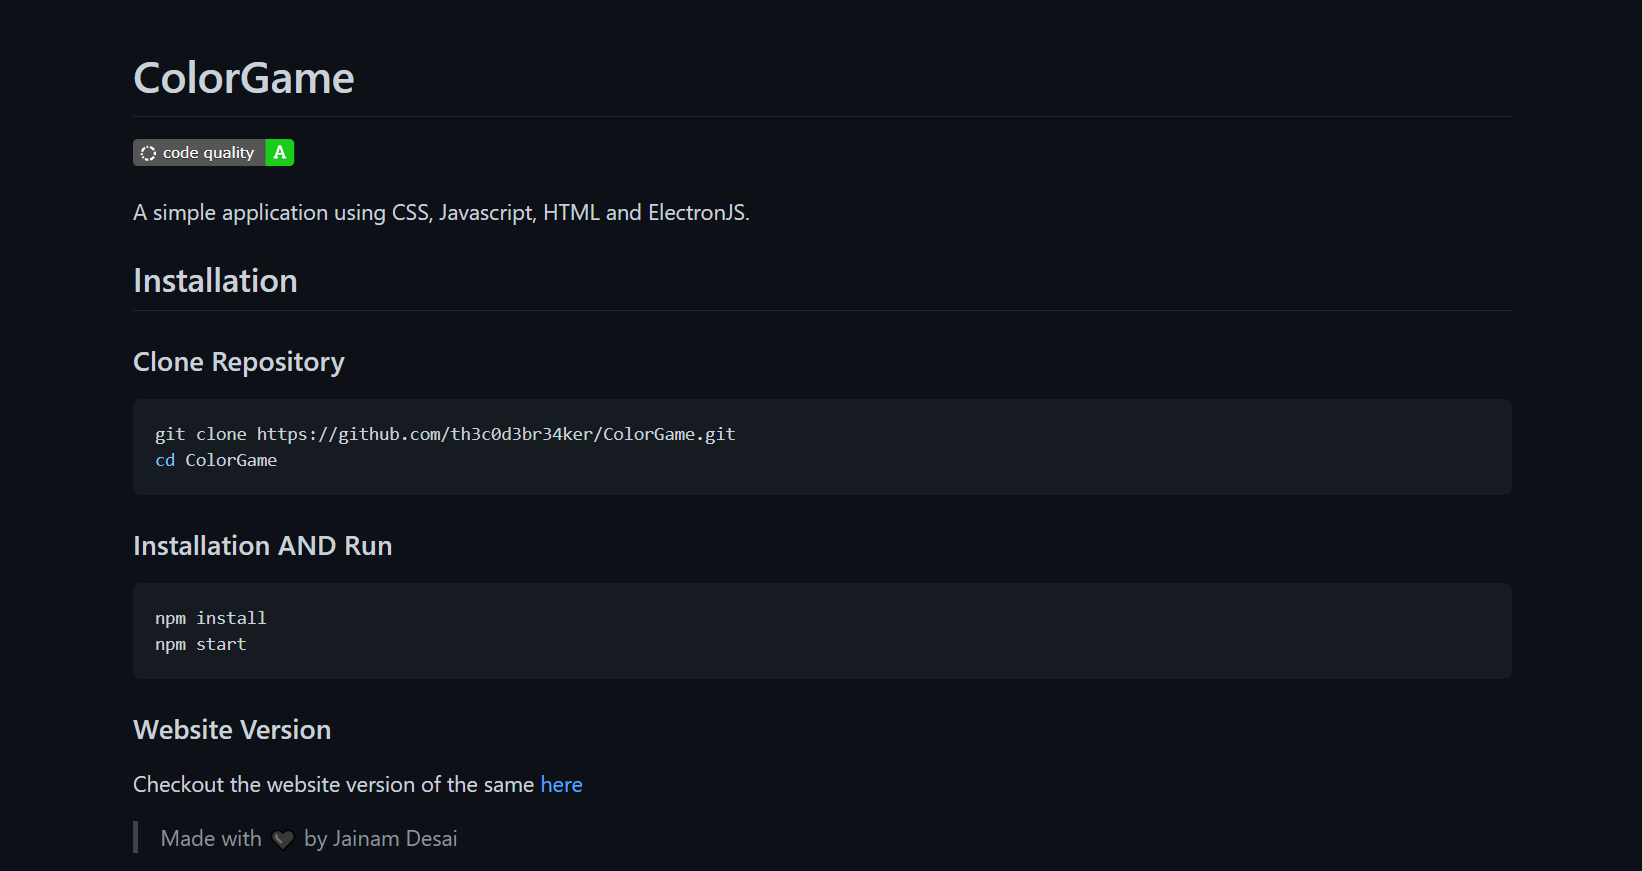 ColorGame
code quality A
A simple application using CSS, Javascript, HTML and ElectronJS.
Installation
Clone Repository
git clone https://github.com/th3c0d3br34ker/ColorGame.git
cd ColorGame
Installation AND Run
npm install
npm start
Website Version
Checkout the website version of the same here
Made with 🖤 by Jainam Desai